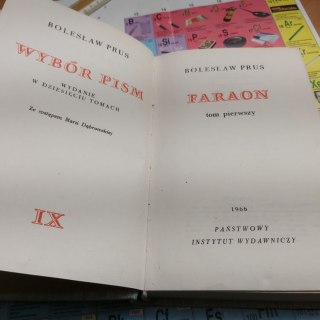 BOLESŁAW PRUS
WYBÓR PISM
WYDANIE
W DZIESIĘCIU TOMACH
Ze wstępem Marii Dąbrowskiej
IX
BOLESŁAW PRUS
FARAON
tom pierwszy
1966
PAŃSTWOWY
INSTYTUT WYDAWNICZY